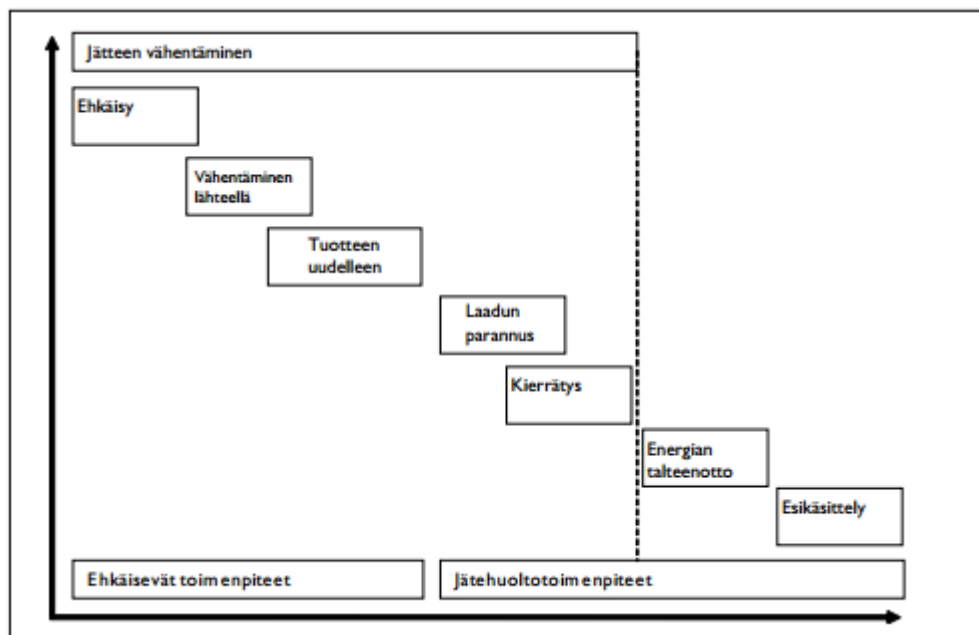 Jätteen vähentäminen
Ehkäisy
Vähentäminen
lähteellä
Tuotteen
uudelleen
Laadun
parannus
Kierrätys
Energian
talteenotto
Esikäsittely
Ehkäisevät toimenpiteet
Jätehuoltotoimenpiteet